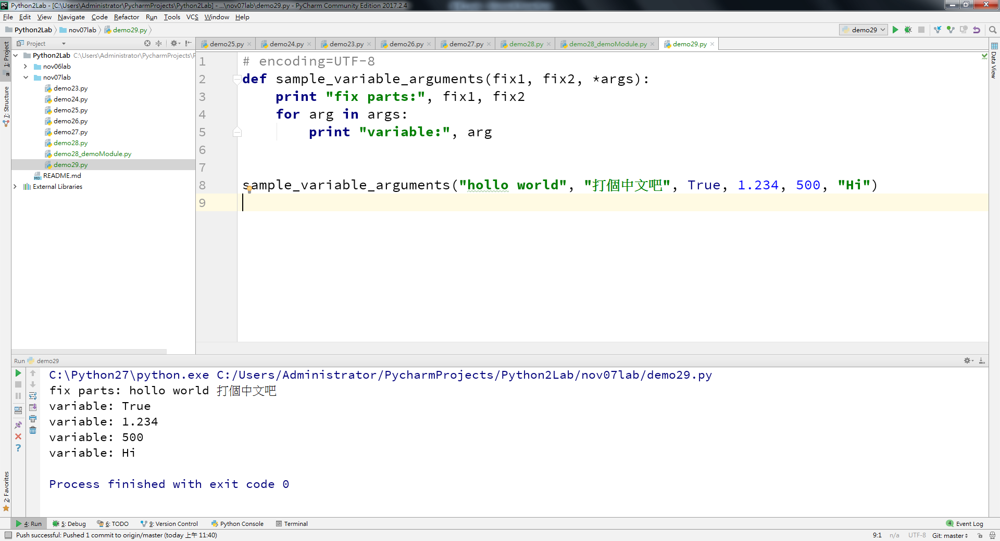 Python2Lab - [C:\Users\Administrator\PycharmProjects\Python2Lab] - ...\nov07lab\demo29.py - PyCharm Community Edition 2017.2.4
File Edit View Navigate Code Refactor Run Tools VCS Window Help
Python2Lab nov07lab demo29.py demo29
Project demo25.py demo24.py demo23.py demo26.py demo27.py demo28.py demo28_demoModule.py demo29.py
1: Project
7: Structure
2: Favorites
Data View
Python2Lab C:\Users\Administrator\PycharmProjects\P
nov06lab
nov07lab
demo23.py
demo24.py
demo25.py
demo26.py
demo27.py
demo28.py
demo28_demoModule.py
demo29.py
README.md
External Libraries
1 # encoding=UTF-8
2 def sample_variable_arguments(fix1, fix2, *args):
3 print "fix parts:", fix1, fix2
4 for arg in args:
5 print "variable:", arg
6
7
8 sample_variable_arguments("hollo world", "打個中文吧", True, 1.234, 500, "Hi")
9
Run demo29
C:\Python27\python.exe C:/Users/Administrator/PycharmProjects/Python2Lab/nov07lab/demo29.py
fix parts: hollo world 打個中文吧
variable: True
variable: 1.234
variable: 500
variable: Hi
Process finished with exit code 0
4: Run 5: Debug 6: TODO 9: Version Control Python Console Terminal 4 Event Log
Push successful: Pushed 1 commit to origin/master (today 上午 11:40) 9:1 n/a UTF-8 Git: master